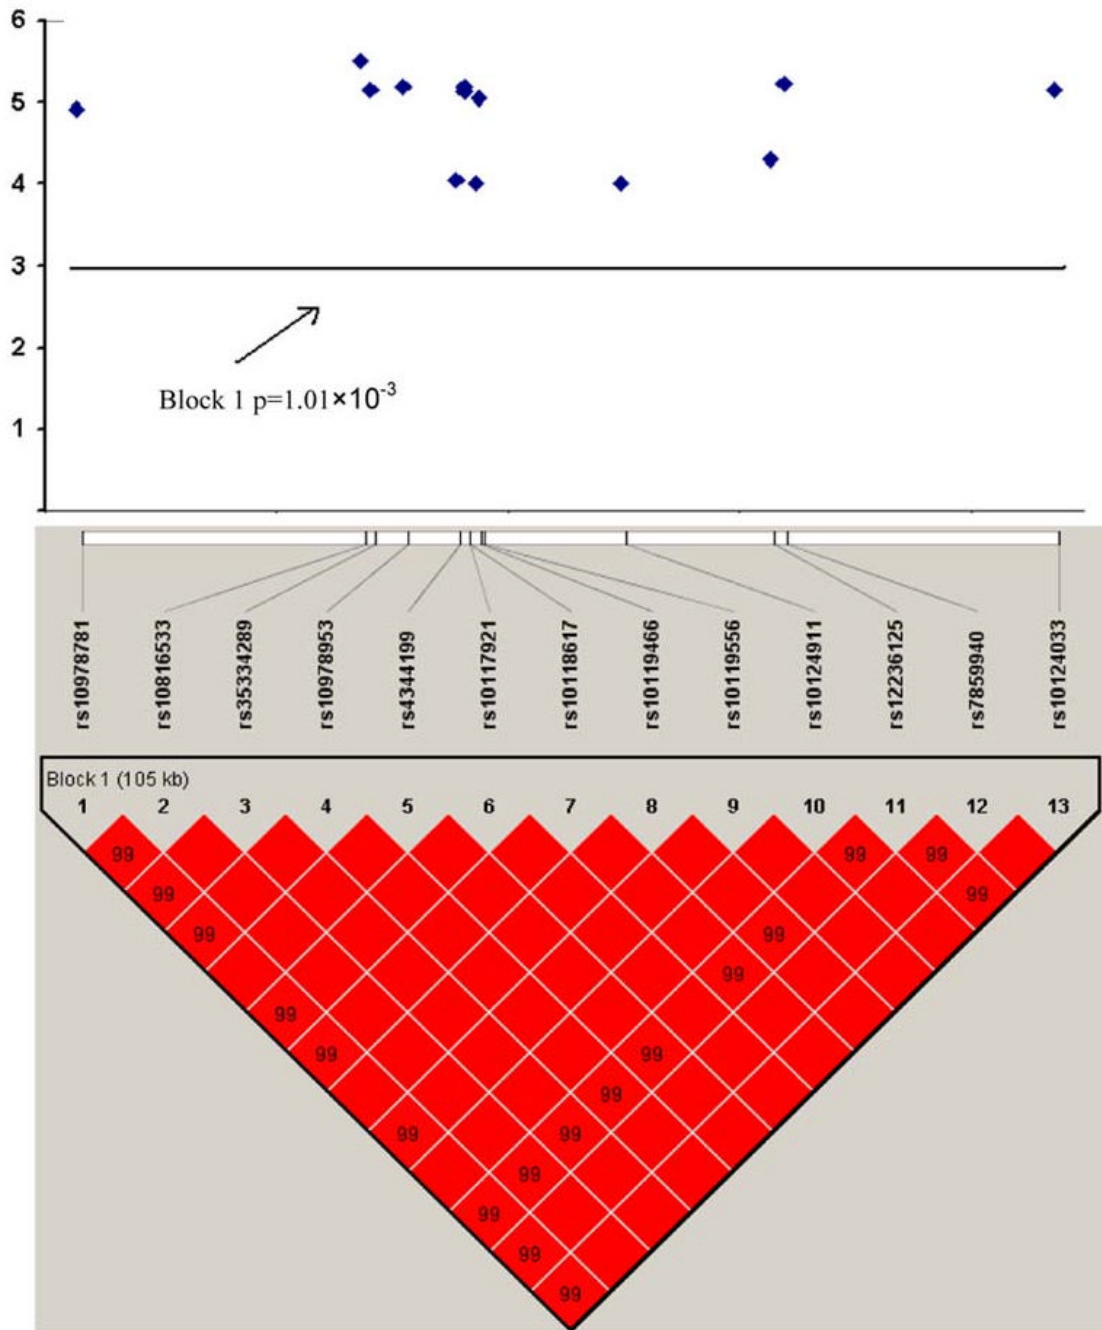 6
5
4
3
2
Block 1 p=1.01×10⁻³
1
rs10978781
rs10816533
rs35334289
rs10978953
rs4344199
rs10117921
rs10118617
rs10119466
rs10119556
rs10124911
rs12236125
rs7859940
rs10124033
Block 1 (105 kb)
1 2 3 4 5 6 7 8 9 10 11 12 13
99 99 99
99 99
99 99
99
99
99 99
99
99 99
99
99
99
99